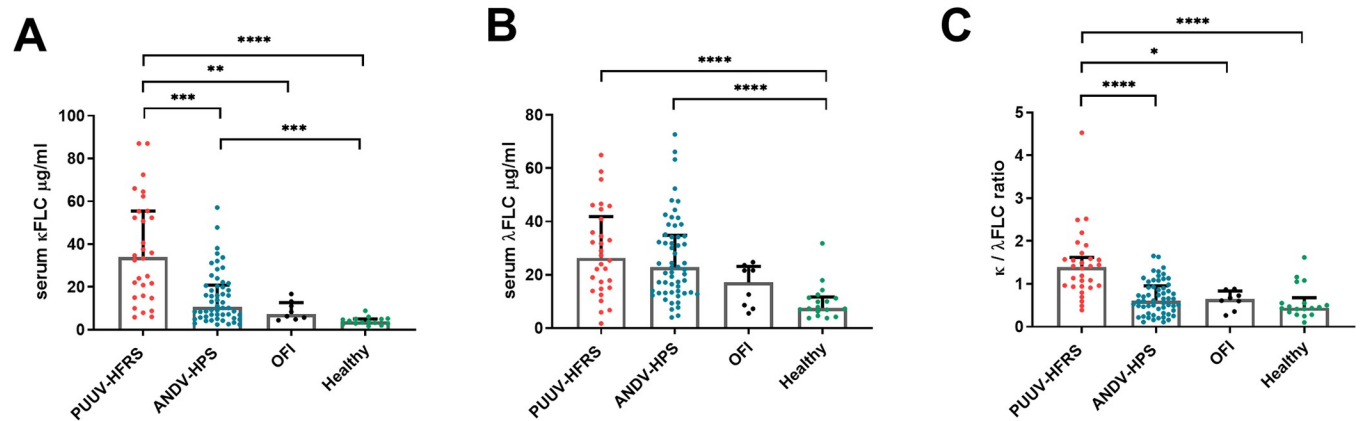 A
****
**
***
***
serum κFLC μg/ml
100
80
60
40
20
0
PUUV-HFRS
ANDV-HPS
OFI
Healthy
B
****
****
serum λFLC μg/ml
80
60
40
20
0
PUUV-HFRS
ANDV-HPS
OFI
Healthy
C
****
*
****
κ / λFLC ratio
5
4
3
2
1
0
PUUV-HFRS
ANDV-HPS
OFI
Healthy